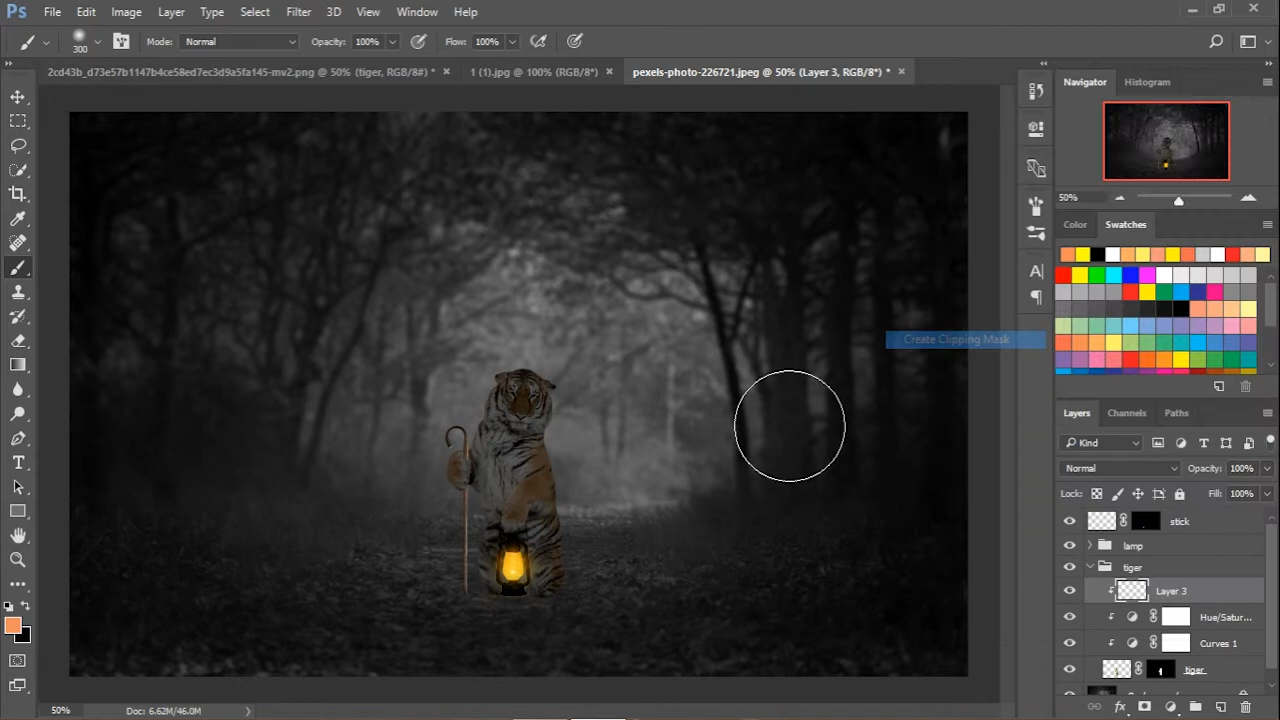 Ps File Edit Image Layer Type Select Filter 3D View Window Help
300 Mode: Normal Opacity: 100% Flow: 100%
2cd43b_d73e57b1147b4ce58ed7ec3d9a5fa145-mv2.png @ 50% (tiger, RGB/8#) * × 1 (1).jpg @ 100% (RGB/8*) × pexels-photo-226721.jpeg @ 50% (Layer 3, RGB/8*) * ×
Navigator Histogram
50%
Color Swatches
Create Clipping Mask
Layers Channels Paths
Kind
Normal Opacity: 100%
Lock: Fill: 100%
stick
lamp
tiger
Layer 3
Hue/Satur...
Curves 1
tiger
50% Doc: 6.62M/46.0M